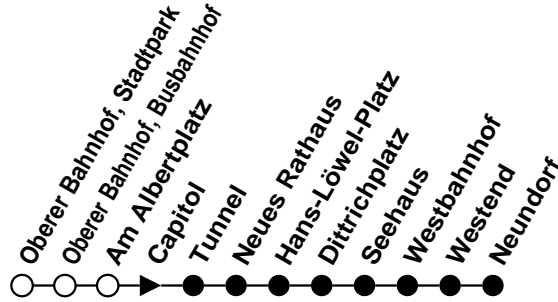 Oberer Bahnhof, Stadtpark
Oberer Bahnhof, Busbahnhof
Am Albertplatz
Capitol
Tunnel
Neues Rathaus
Hans-Löwel-Platz
Dittrichplatz
Seehaus
Westbahnhof
Westend
Neundorf